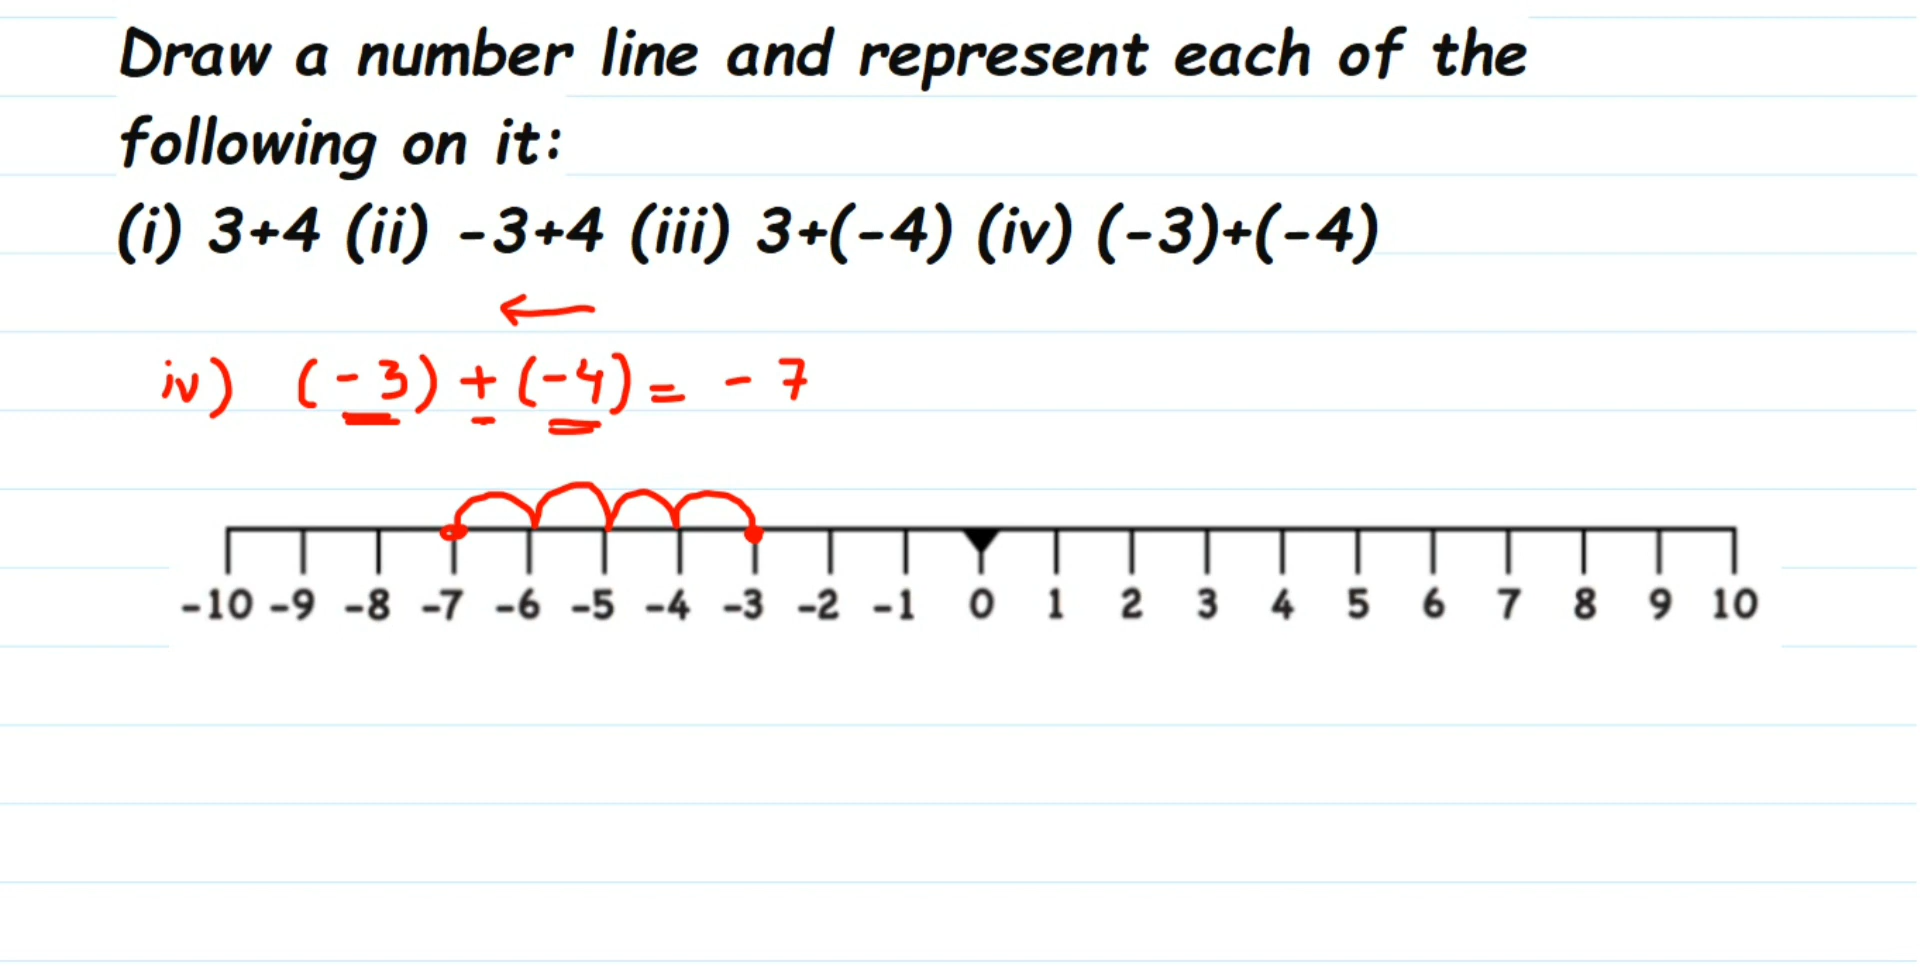 Draw a number line and represent each of the
following on it:
(i) 3+4 (ii) -3+4 (iii) 3+(-4) (iv) (-3)+(-4)
iv) (-3) + (-4) = -7
-10 -9 -8 -7 -6 -5 -4 -3 -2 -1 0 1 2 3 4 5 6 7 8 9 10